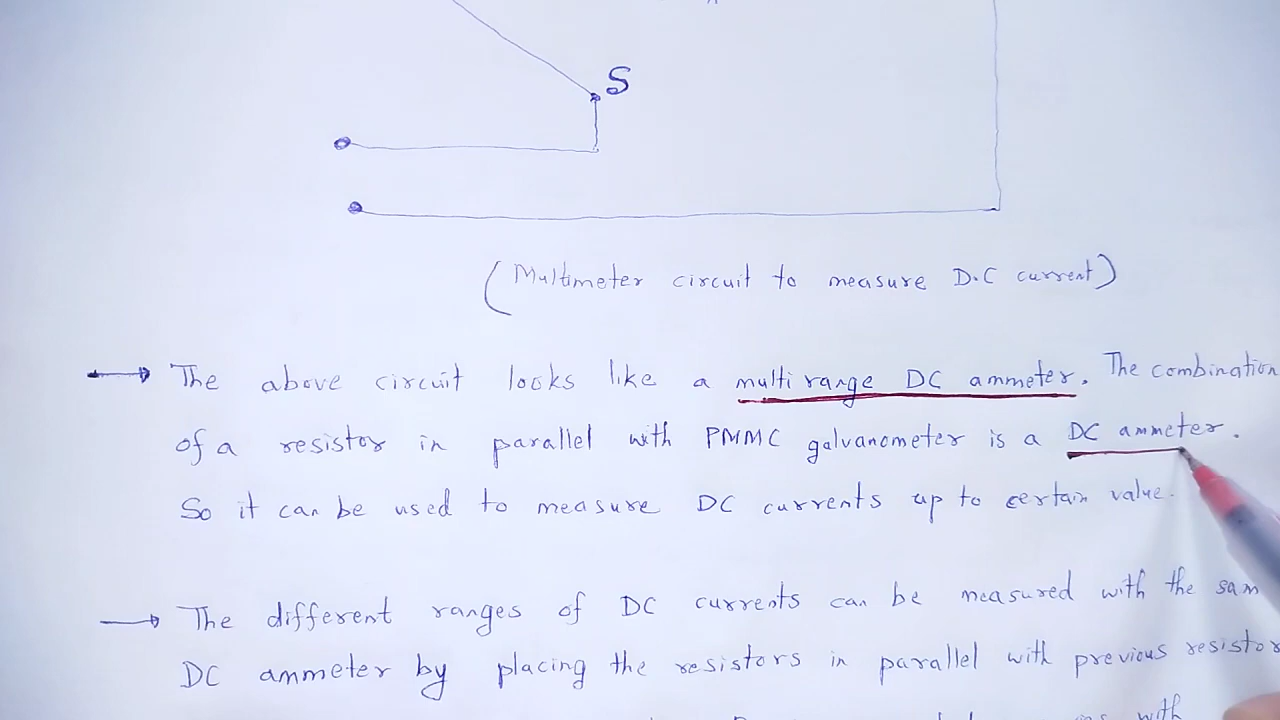 S
(Multimeter circuit to measure D.C current)
The above circuit looks like a multi range DC ammeter. The combination
of a resistor in parallel with PMMC galvanometer is a DC ammeter.
So it can be used to measure DC currents up to certain value.
The different ranges of DC currents can be measured with the sam
DC ammeter by placing the resistors in parallel with previous resistor
with